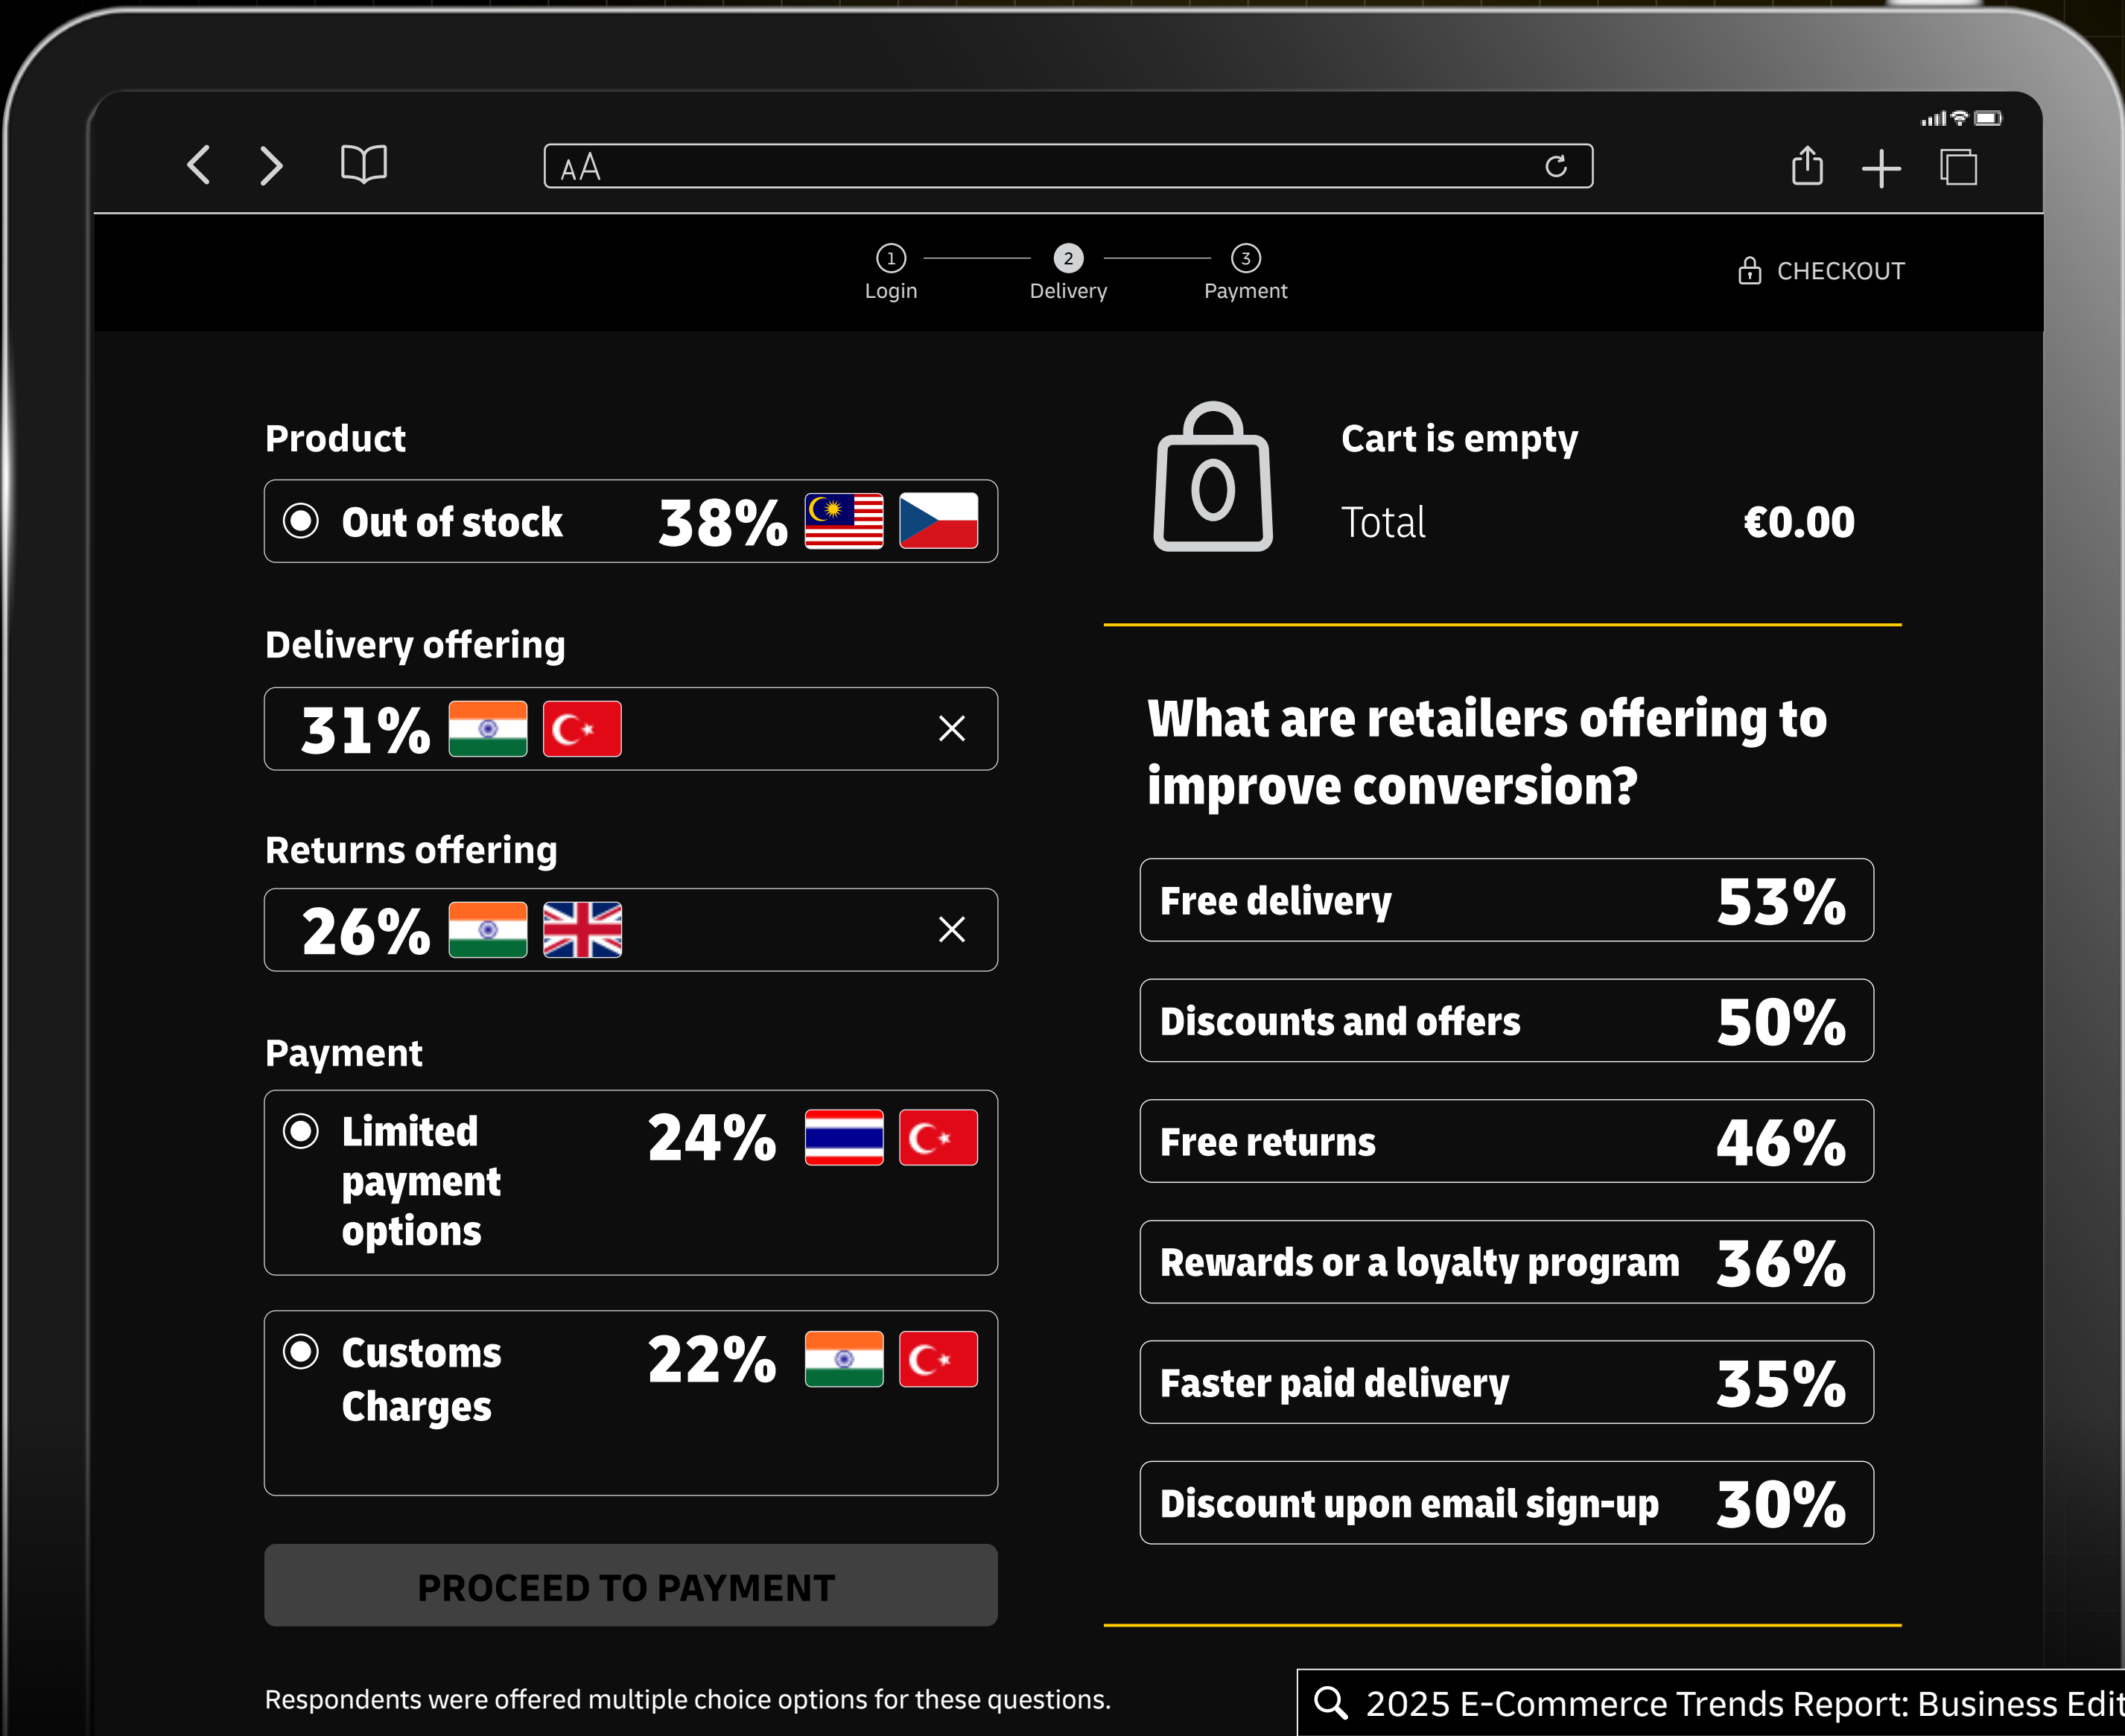 AA
1
2
3
Login
Delivery
Payment
CHECKOUT
Product
Out of stock 38%
Delivery offering
31%
Returns offering
26%
Payment
Limited 24%
payment
options
Customs 22%
Charges
PROCEED TO PAYMENT
Respondents were offered multiple choice options for these questions.
0
Cart is empty
Total €0.00
What are retailers offering to
improve conversion?
Free delivery 53%
Discounts and offers 50%
Free returns 46%
Rewards or a loyalty program 36%
Faster paid delivery 35%
Discount upon email sign-up 30%
2025 E-Commerce Trends Report: Business